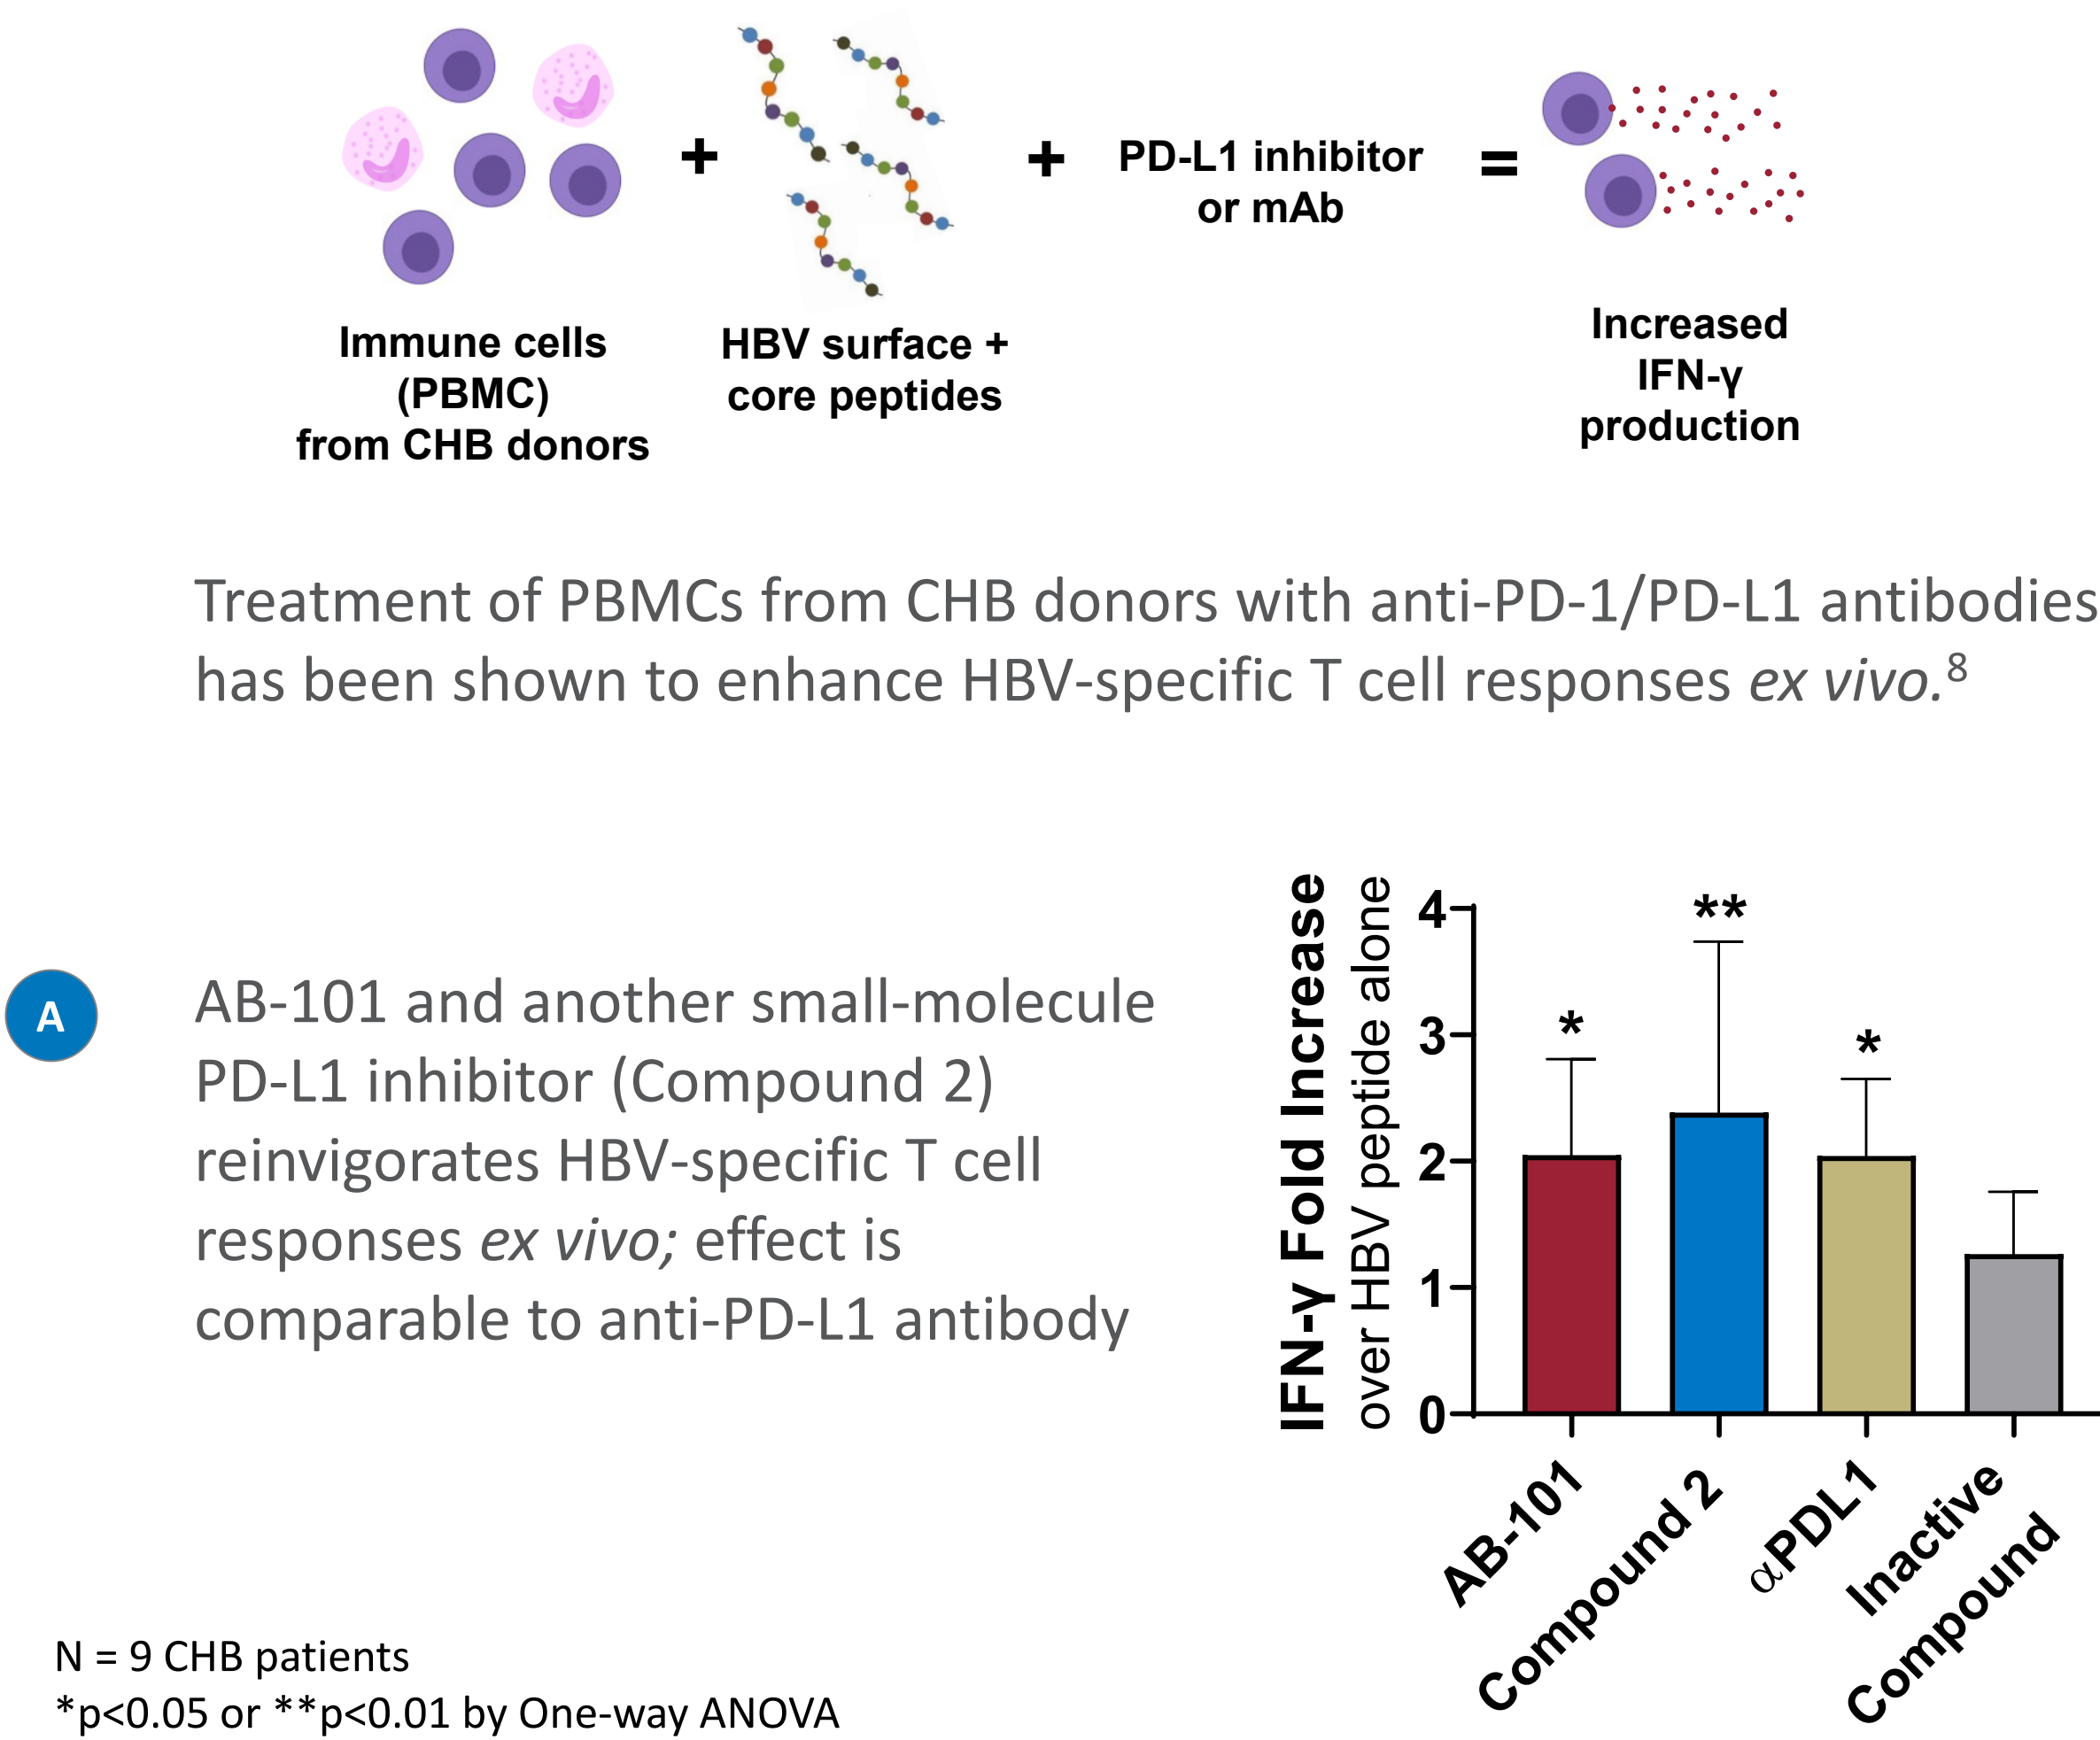 +
+
PD-L1 inhibitor
or mAb
=
Immune cells
(PBMC)
from CHB donors
HBV surface +
core peptides
Increased
IFN-γ
production
Treatment of PBMCs from CHB donors with anti-PD-1/PD-L1 antibodies
has been shown to enhance HBV-specific T cell responses ex vivo.⁸
A
AB-101 and another small-molecule
PD-L1 inhibitor (Compound 2)
reinvigorates HBV-specific T cell
responses ex vivo; effect is
comparable to anti-PD-L1 antibody
IFN-γ Fold Increase
over HBV peptide alone
4
3
2
1
0
*
**
*
AB-101
Compound 2
αPDL1
Inactive
Compound
N = 9 CHB patients
*p<0.05 or **p<0.01 by One-way ANOVA